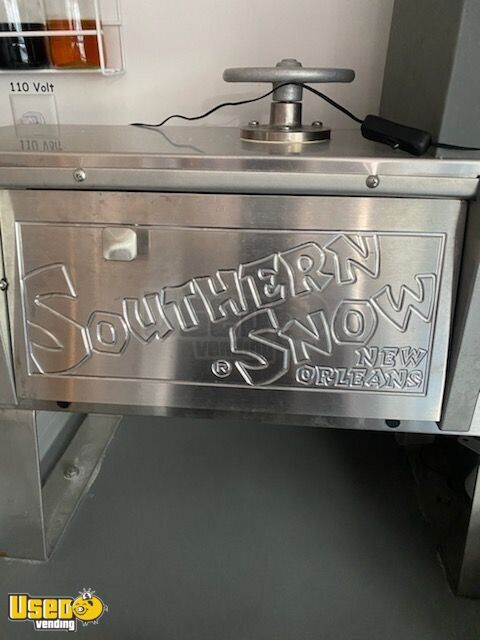 110 Volt
SOUTHERN
SNOW
®
NEW
ORLEANS
Used
vending